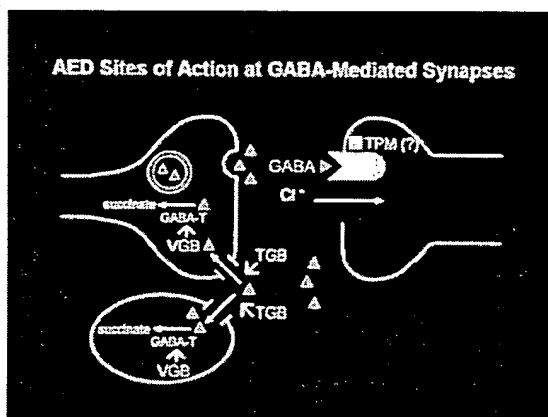 AED Sites of Action at GABA-Mediated Synapses
TPM (?)
GABA
Cl⁻
succinate
GABA-T
VGB
TGB
TGB
succinate
GABA-T
VGB